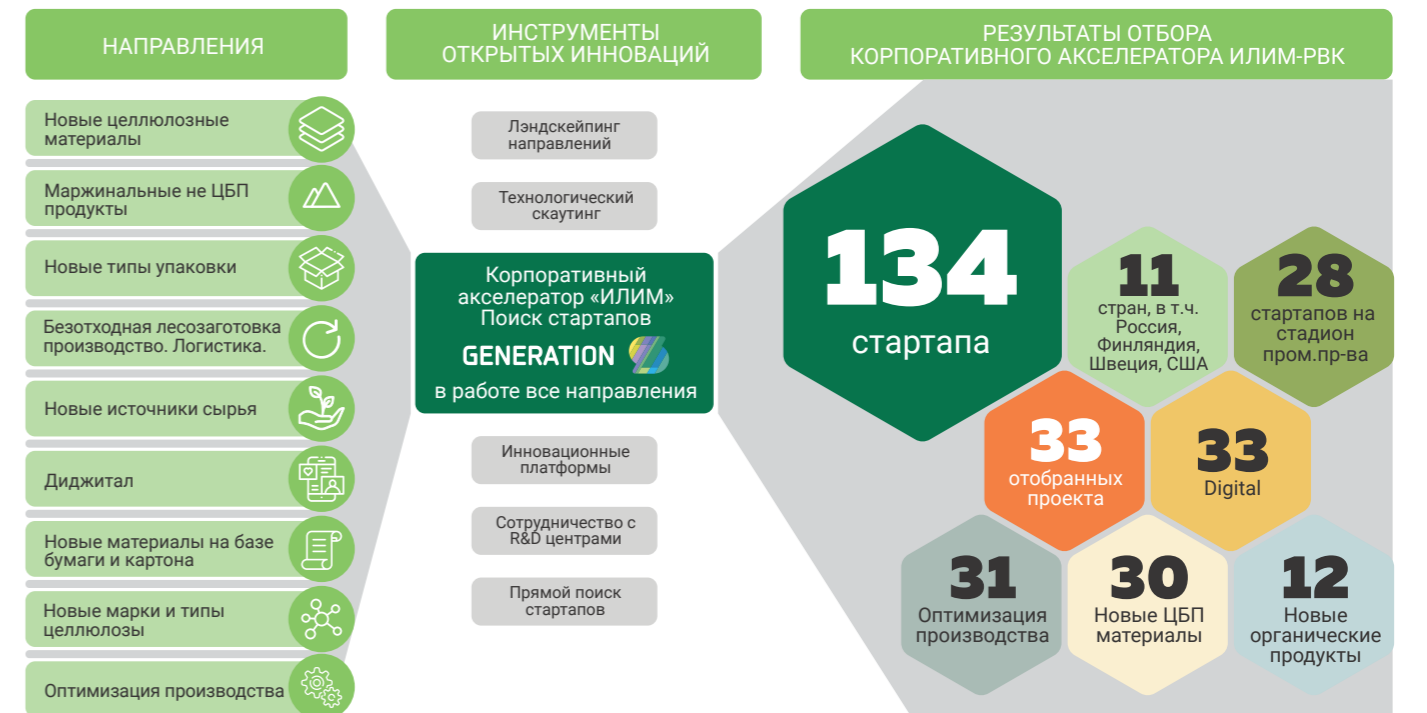 НАПРАВЛЕНИЯ
Новые целлюлозные
материалы
Маржинальные не ЦБП
продукты
Новые типы упаковки
Безотходная лесозаготовка
производство. Логистика.
Новые источники сырья
Диджитал
Новые материалы на базе
бумаги и картона
Новые марки и типы
целлюлозы
Оптимизация производства
ИНСТРУМЕНТЫ
ОТКРЫТЫХ ИННОВАЦИЙ
Лэндскейпинг
направлений
Технологический
скаутинг
Корпоративный
акселератор «ИЛИМ»
Поиск стартапов
GENERATION
в работе все направления
Инновационные
платформы
Сотрудничество с
R&D центрами
Прямой поиск
стартапов
РЕЗУЛЬТАТЫ ОТБОРА
КОРПОРАТИВНОГО АКСЕЛЕРАТОРА ИЛИМ-РВК
134
стартапа
11
стран, в т.ч.
Россия,
Финляндия,
Швеция, США
28
стартапов на
стадион
пром.пр-ва
33
отобранных
проекта
33
Digital
31
Оптимизация
производства
30
Новые ЦБП
материалы
12
Новые
органические
продукты